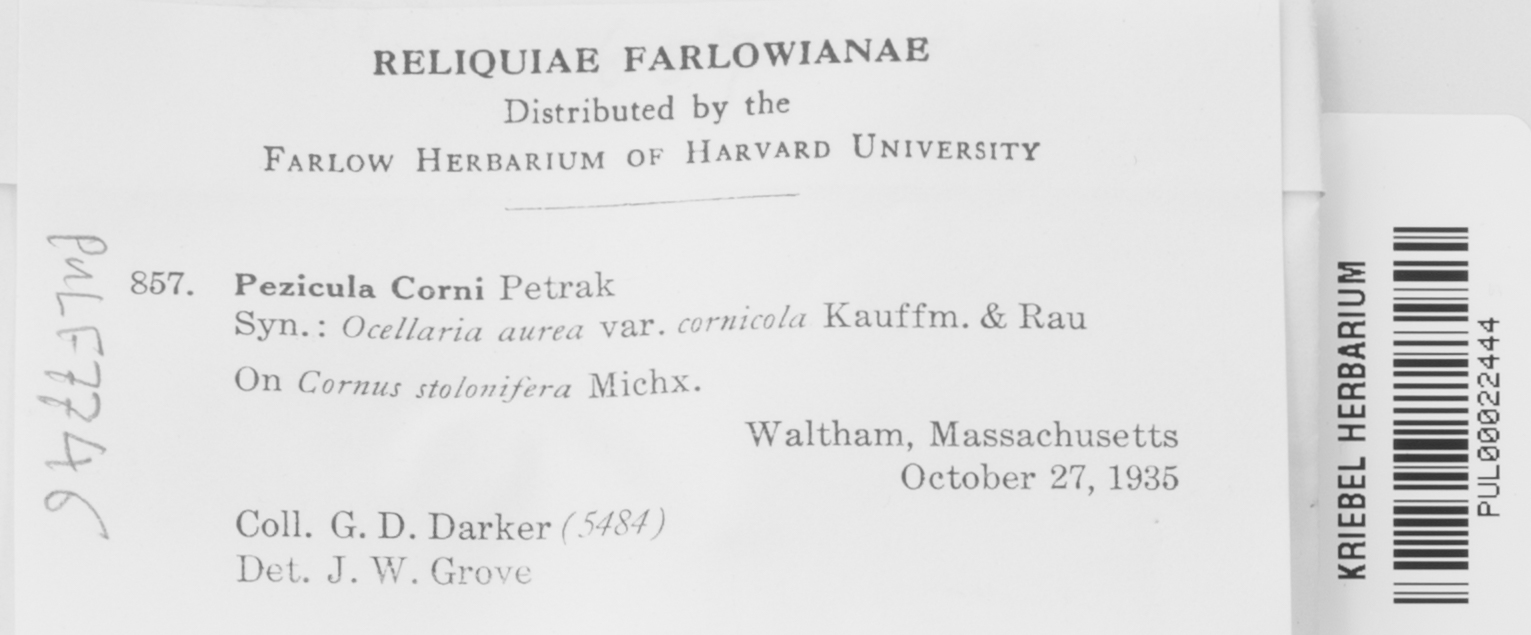 RELIQUIAE FARLOWIANAE
Distributed by the
FARLOW HERBARIUM OF HARVARD UNIVERSITY
857. Pezicula Corni Petrak
Syn.: Ocellaria aurea var. cornicola Kauffm. & Rau
On Cornus stolonifera Michx.
Waltham, Massachusetts
October 27, 1935
Coll. G. D. Darker (5484)
Det. J. W. Grove
PUL F7746
KRIEBEL HERBARIUM
PUL00022444